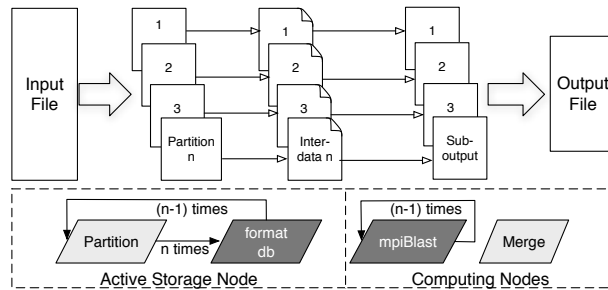 Input
File
1
2
3
Partition
n
1
2
3
Inter-
data n
1
2
3
Sub-
output
Output
File
(n-1) times
Partition
n times
format
db
Active Storage Node
(n-1) times
mpiBlast
Merge
Computing Nodes